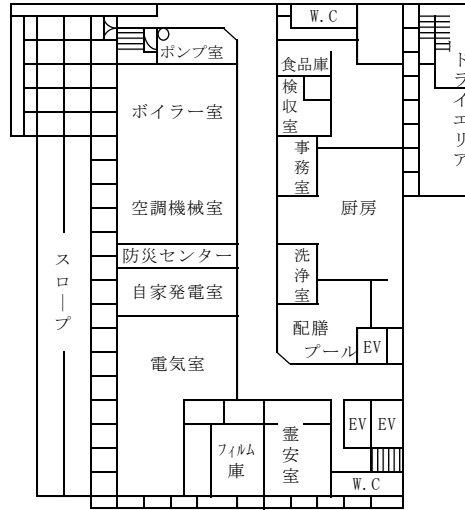 W.C
ポンプ室
食品庫
ドライエリア
検収室
ボイラー室
事務室
空調機械室
厨房
防災センター
洗浄室
スロープ
自家発電室
配膳
プール
EV
電気室
EV
EV
フィルム
庫
霊安室
W.C